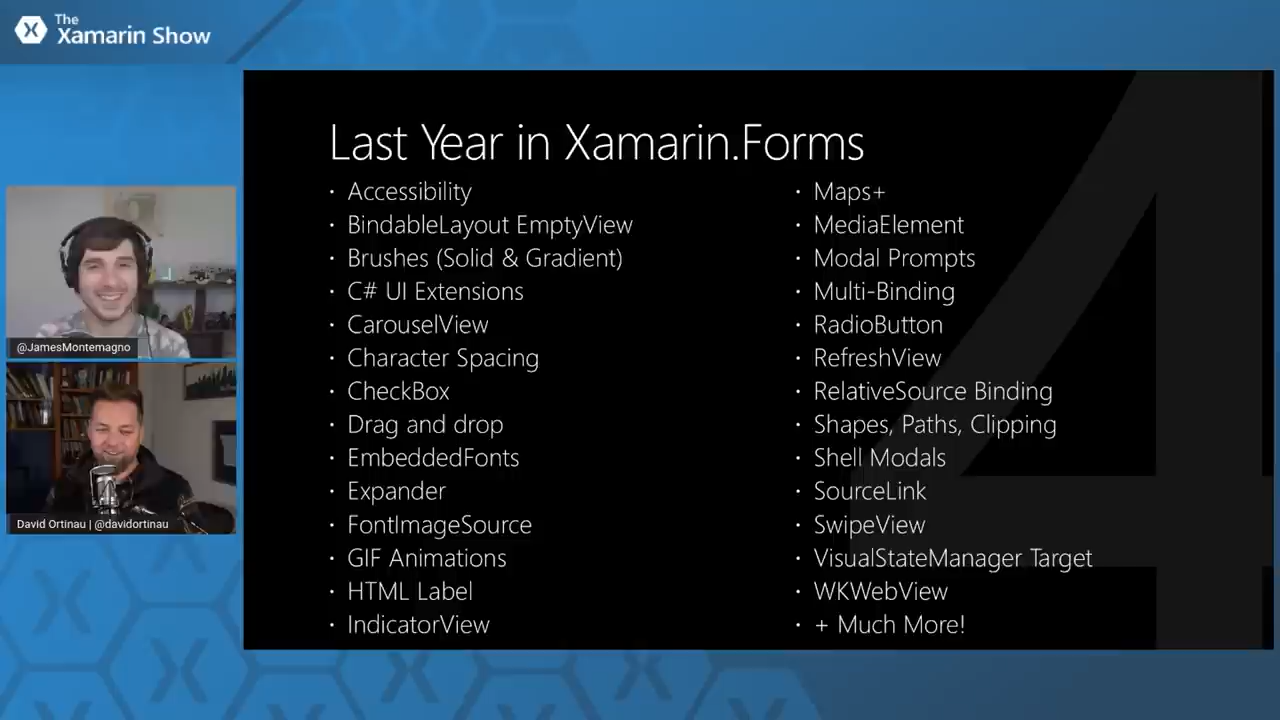 The
Xamarin Show
Last Year in Xamarin.Forms
· Accessibility
· BindableLayout EmptyView
· Brushes (Solid & Gradient)
· C# UI Extensions
· CarouselView
· Character Spacing
· CheckBox
· Drag and drop
· EmbeddedFonts
· Expander
· FontImageSource
· GIF Animations
· HTML Label
· IndicatorView
· Maps+
· MediaElement
· Modal Prompts
· Multi-Binding
· RadioButton
· RefreshView
· RelativeSource Binding
· Shapes, Paths, Clipping
· Shell Modals
· SourceLink
· SwipeView
· VisualStateManager Target
· WKWebView
· + Much More!
4
@JamesMontemagno
David Ortinau | @davidortinau